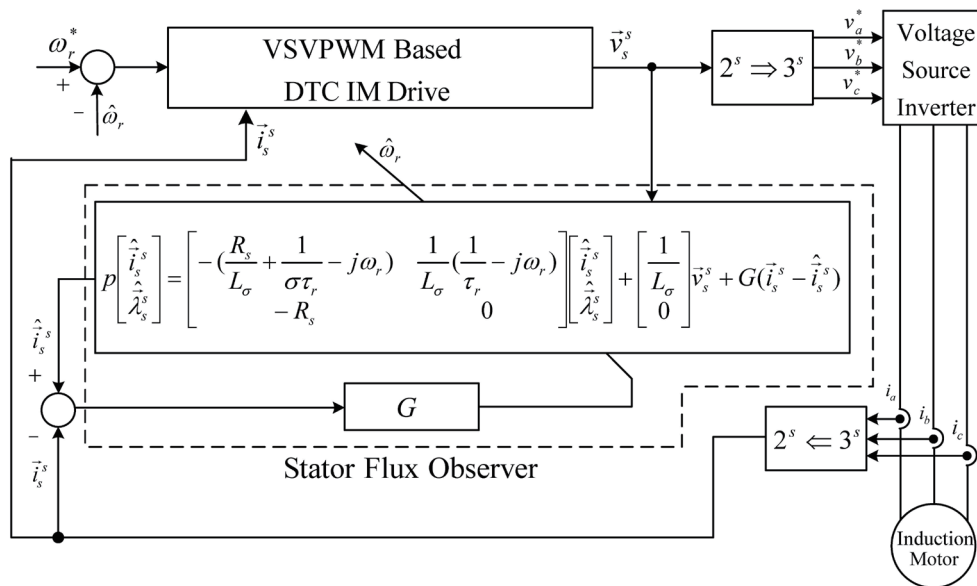 ω_r^*
+
−
ω̂_r
VSVPWM Based
DTC IM Drive
v⃗_s^s
2^s ⇒ 3^s
v_a^*
v_b^*
v_c^*
Voltage
Source
Inverter
i⃗_s^s
ω̂_r
p[î⃗_s^s; λ̂⃗_s^s] = [−(R_s/L_σ + 1/(στ_r) − jω_r) 1/L_σ(1/τ_r − jω_r); −R_s 0][î⃗_s^s; λ̂⃗_s^s] + [1/L_σ; 0]v⃗_s^s + G(i⃗_s^s − î⃗_s^s)
î⃗_s^s
+
−
i⃗_s^s
G
Stator Flux Observer
2^s ⇐ 3^s
i_a
i_b
i_c
Induction
Motor